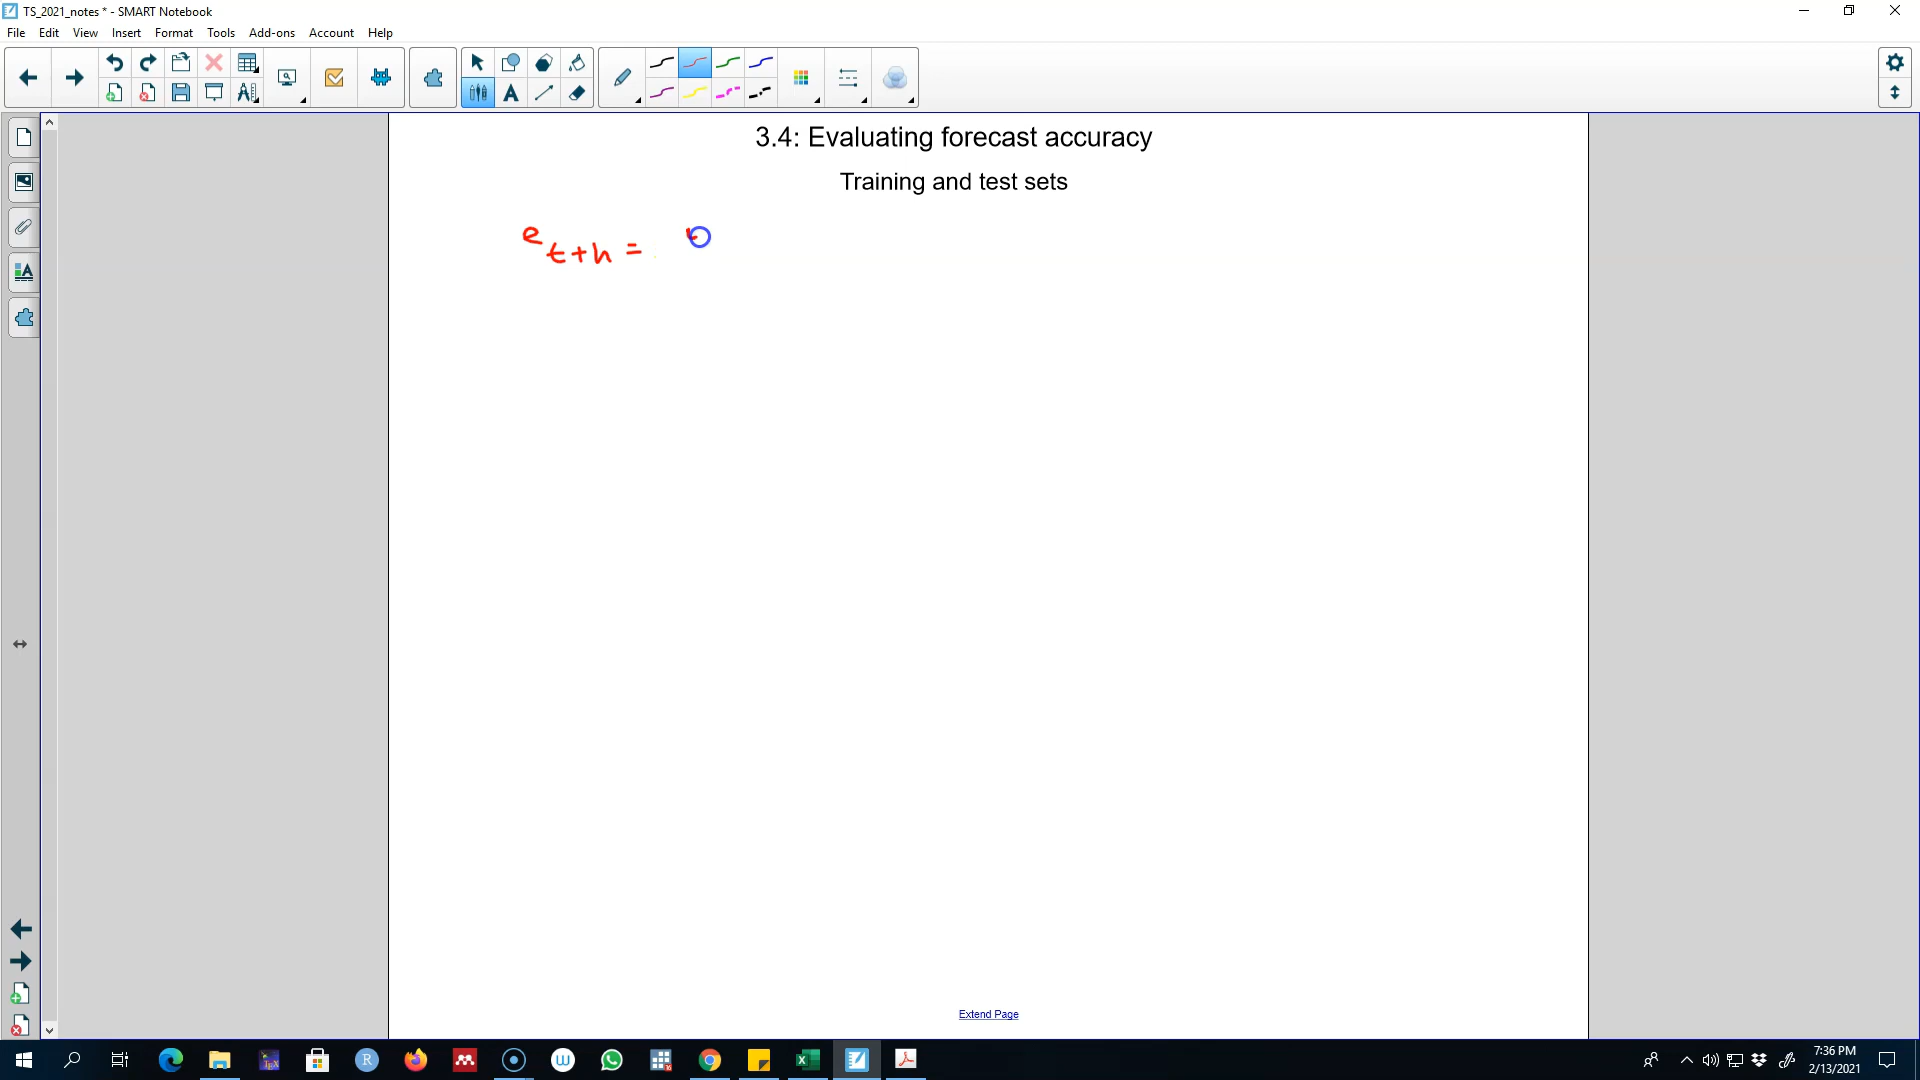 TS_2021_notes * - SMART Notebook
File Edit View Insert Format Tools Add-ons Account Help
3.4: Evaluating forecast accuracy
Training and test sets
e t+h =
Extend Page
7:36 PM
2/13/2021